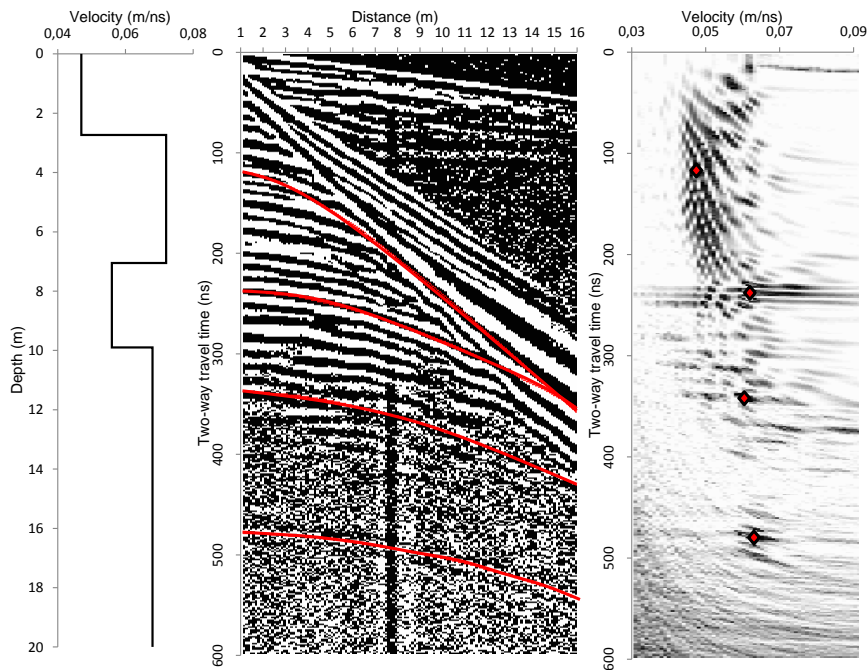 Velocity (m/ns)
0,04 0,06 0,08
0
2
4
6
8
10
12
14
16
18
20
Depth (m)
Distance (m)
1 2 3 4 5 6 7 8 9 10 11 12 13 14 15 16
0
100
200
300
400
500
600
Two-way travel time (ns)
Velocity (m/ns)
0,03 0,05 0,07 0,09
0
100
200
300
400
500
600
Two-way travel time (ns)